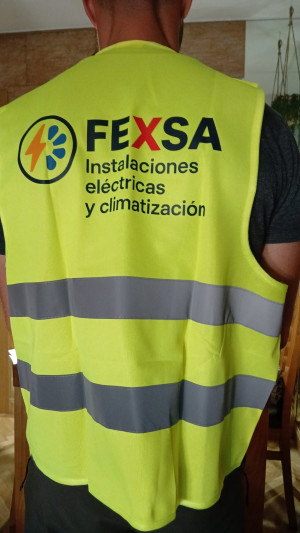 FEXSA
Instalaciones
eléctricas
y climatización